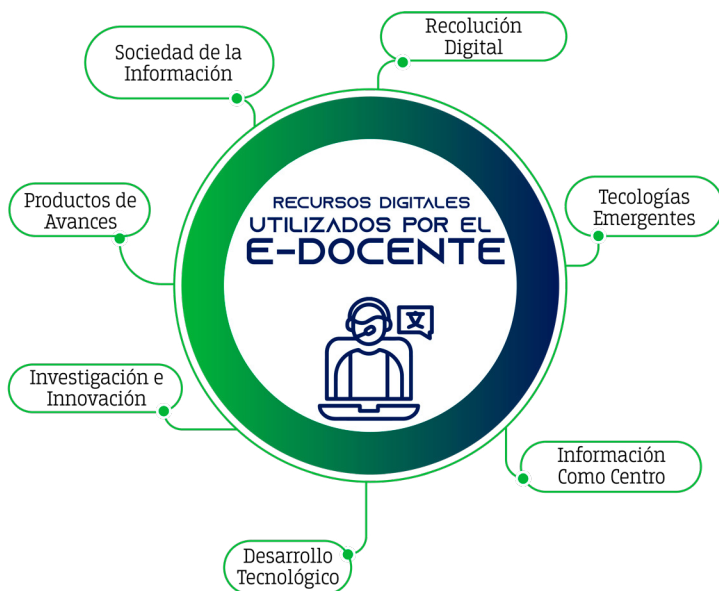 Sociedad de la
Información
Recolución
Digital
Productos de
Avances
RECURSOS DIGITALES
UTILIZADOS POR EL
E-DOCENTE
文
Tecologías
Emergentes
Investigación e
Innovación
Información
Como Centro
Desarrollo
Tecnológico